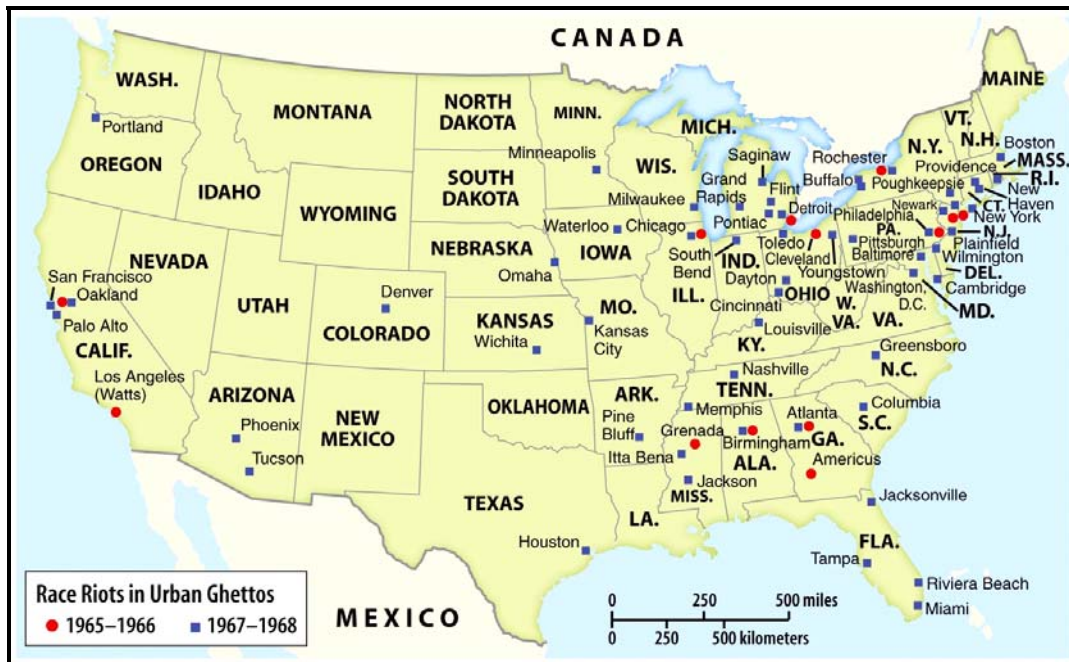 CANADA
WASH.
Portland
OREGON
IDAHO
MONTANA
NORTH
DAKOTA
MINN.
Minneapolis
SOUTH
DAKOTA
WYOMING
NEBRASKA
Omaha
WIS.
Milwaukee
Waterloo
IOWA
Chicago
MICH.
Saginaw
Grand
Rapids
Flint
Pontiac
Detroit
N.Y.
Rochester
Buffalo
Poughkeepsie
Providence
VT.
N.H.
MAINE
Boston
MASS.
R.I.
New
Haven
CT.
Newark
New York
N.J.
Philadelphia
PA.
Plainfield
Pittsburgh
Baltimore
Wilmington
DEL.
Washington,
D.C.
Cambridge
MD.
South
Bend
IND.
Toledo
Cleveland
Youngstown
Dayton
OHIO
Cincinnati
ILL.
W.
VA.
VA.
Louisville
KY.
NEVADA
San Francisco
Oakland
Palo Alto
CALIF.
Los Angeles
(Watts)
UTAH
Denver
COLORADO
KANSAS
Wichita
MO.
Kansas
City
ARIZONA
Phoenix
Tucson
NEW
MEXICO
OKLAHOMA
ARK.
Pine
Bluff
Nashville
TENN.
Memphis
Greensboro
N.C.
Columbia
S.C.
Grenada
Itta Bena
Jackson
MISS.
Birmingham
ALA.
Atlanta
GA.
Americus
TEXAS
Houston
LA.
Jacksonville
FLA.
Tampa
Riviera Beach
Miami
MEXICO
Race Riots in Urban Ghettos
1965–1966 1967–1968
0 250 500 miles
0 250 500 kilometers